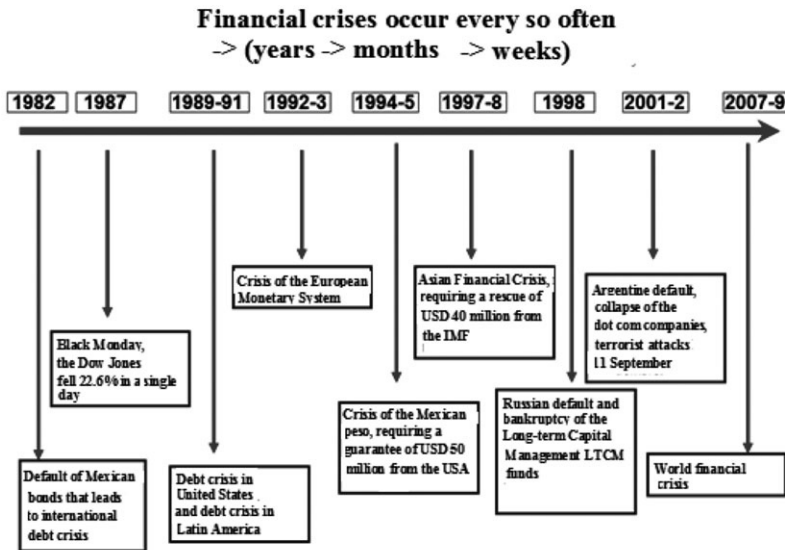 Financial crises occur every so often
-> (years -> months -> weeks)
1982
1987
1989-91
1992-3
1994-5
1997-8
1998
2001-2
2007-9
Crisis of the European
Monetary System
Asian Financial Crisis,
requiring a rescue of
USD 40 million from
the IMF
Argentine default,
collapse of the
dot com companies,
terrorist attacks
11 September
Black Monday,
the Dow Jones
fell 22.6% in a single
day
Crisis of the Mexican
peso, requiring a
guarantee of USD 50
million from the USA
Russian default and
bankruptcy of the
Long-term Capital
Management LTCM
funds
Default of Mexican
bonds that leads
to international
debt crisis
Debt crisis in
United States
and debt crisis in
Latin America
World financial
crisis